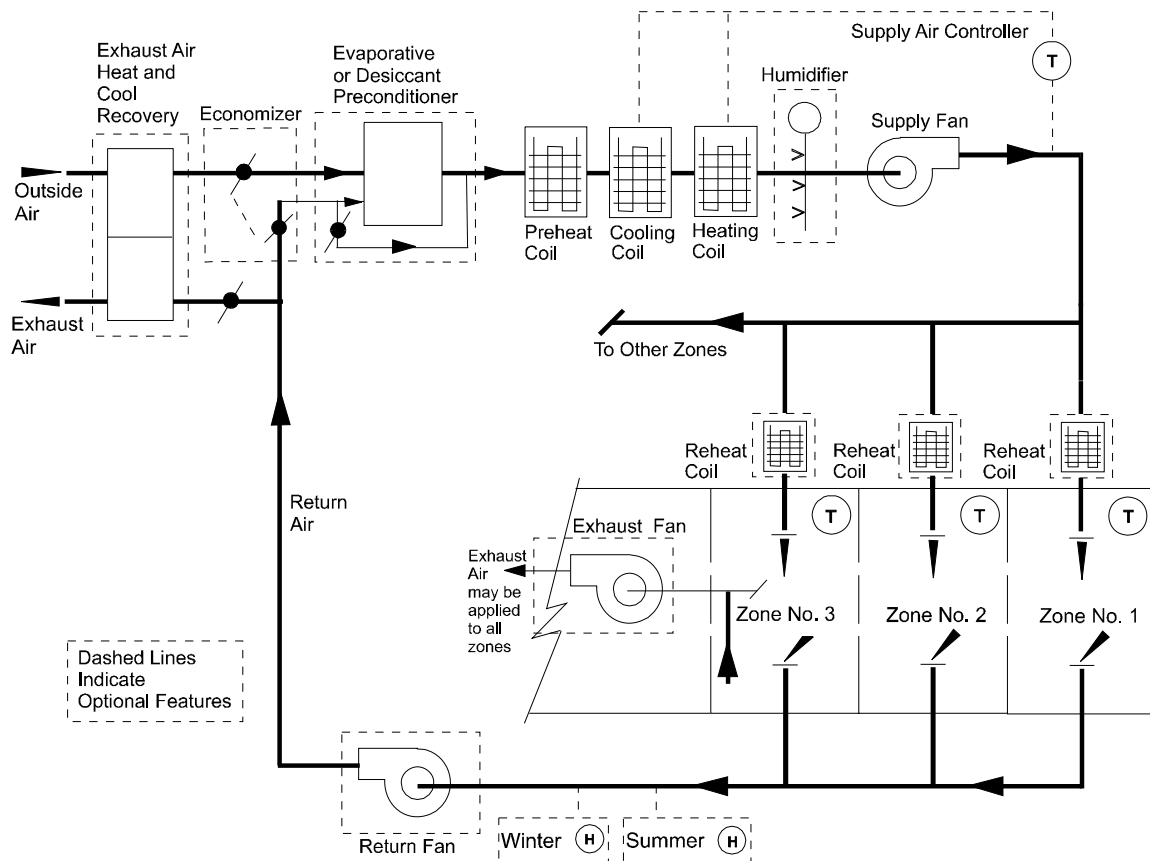 Exhaust Air
Heat and
Cool
Recovery
Economizer
Evaporative
or Desiccant
Preconditioner
Humidifier
Supply Air Controller
T
Supply Fan
Outside
Air
Exhaust
Air
Preheat
Coil
Cooling
Coil
Heating
Coil
To Other Zones
Reheat
Coil
Reheat
Coil
Reheat
Coil
T
T
T
Return
Air
Exhaust Fan
Exhaust
Air
may be
applied
to all
zones
Zone No. 3
Zone No. 2
Zone No. 1
Dashed Lines
Indicate
Optional Features
Return Fan
Winter H
Summer H